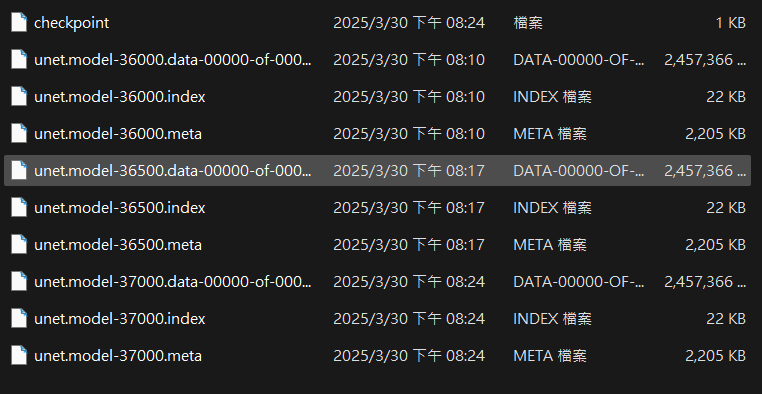 checkpoint 2025/3/30 下午 08:24 檔案 1 KB
unet.model-36000.data-00000-of-000... 2025/3/30 下午 08:10 DATA-00000-OF-... 2,457,366 ...
unet.model-36000.index 2025/3/30 下午 08:10 INDEX 檔案 22 KB
unet.model-36000.meta 2025/3/30 下午 08:10 META 檔案 2,205 KB
unet.model-36500.data-00000-of-000... 2025/3/30 下午 08:17 DATA-00000-OF-... 2,457,366 ...
unet.model-36500.index 2025/3/30 下午 08:17 INDEX 檔案 22 KB
unet.model-36500.meta 2025/3/30 下午 08:17 META 檔案 2,205 KB
unet.model-37000.data-00000-of-000... 2025/3/30 下午 08:24 DATA-00000-OF-... 2,457,366 ...
unet.model-37000.index 2025/3/30 下午 08:24 INDEX 檔案 22 KB
unet.model-37000.meta 2025/3/30 下午 08:24 META 檔案 2,205 KB